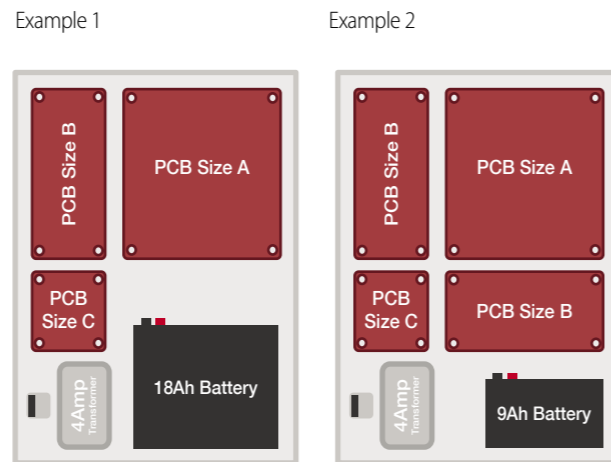 Example 1
Example 2
PCB Size B
PCB Size A
PCB
Size C
4Amp
Transformer
18Ah Battery
PCB Size B
PCB Size A
PCB
Size C
PCB Size B
4Amp
Transformer
9Ah Battery